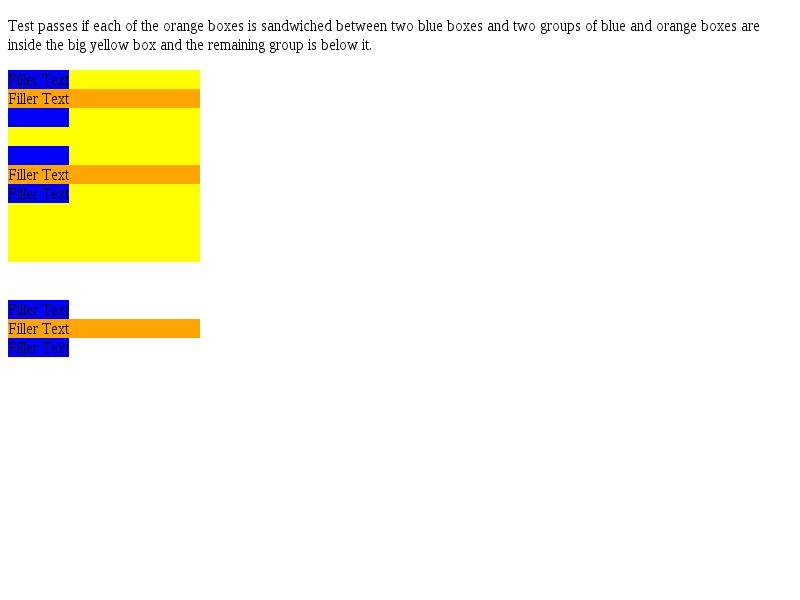 Test passes if each of the orange boxes is sandwiched between two blue boxes and two groups of blue and orange boxes are
inside the big yellow box and the remaining group is below it.
Filler Text
Filler Text
Filler Text
Filler Text
Filler Text
Filler Text
Filler Text